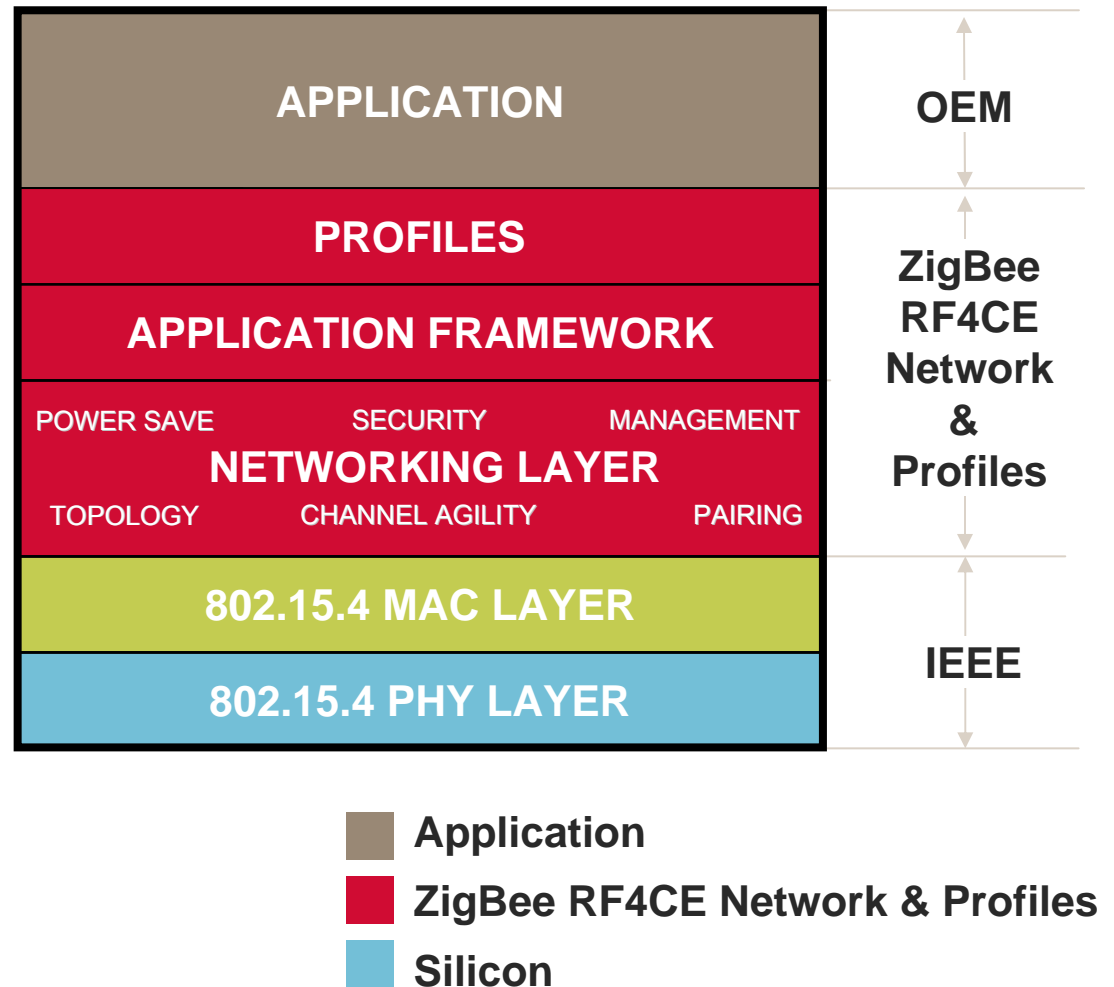 APPLICATION
OEM
PROFILES
APPLICATION FRAMEWORK
ZigBee
RF4CE
Network
&
Profiles
POWER SAVE SECURITY MANAGEMENT
NETWORKING LAYER
TOPOLOGY CHANNEL AGILITY PAIRING
802.15.4 MAC LAYER
802.15.4 PHY LAYER
IEEE
Application
ZigBee RF4CE Network & Profiles
Silicon